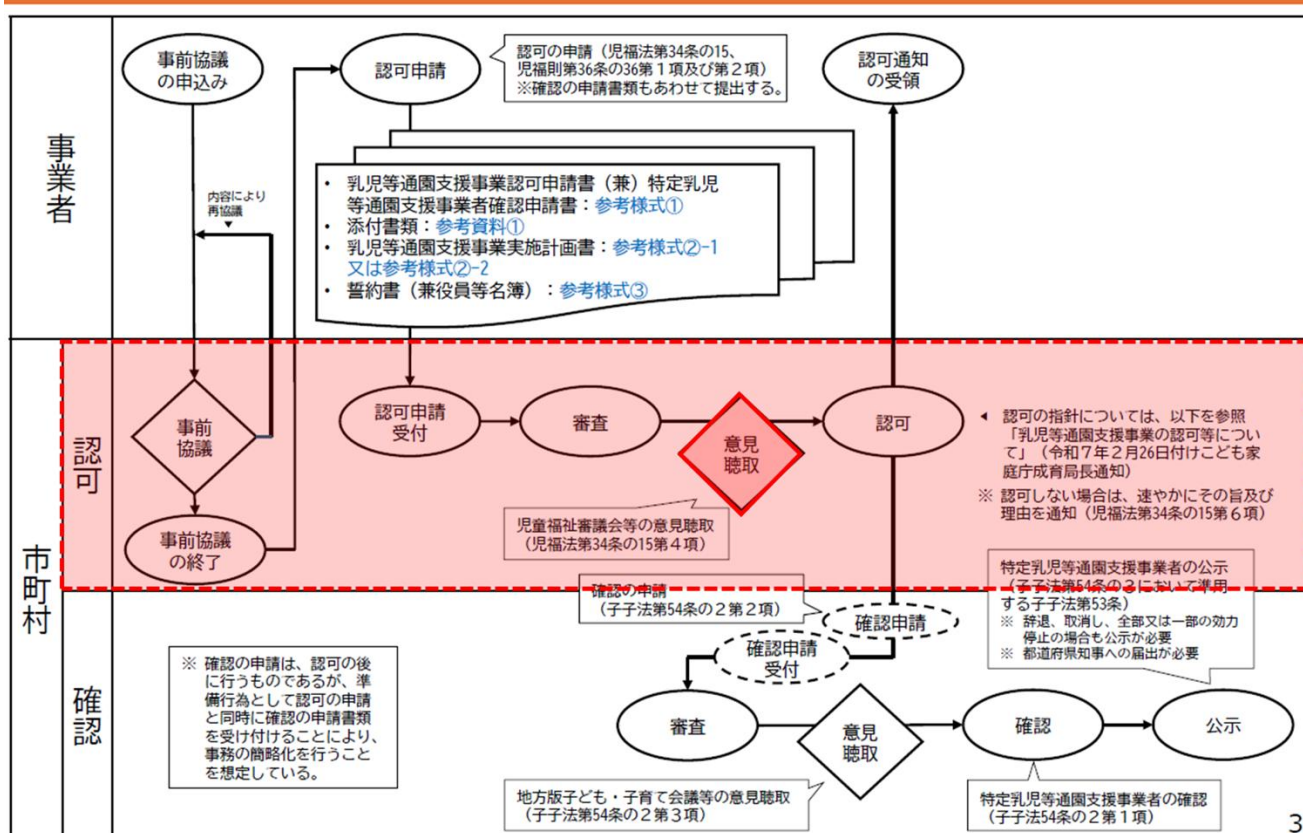 事業者
事前協議
の申込み
認可申請
認可の申請（児福法第34条の15、
児福則第36条の36第１項及び第２項）
※確認の申請書類もあわせて提出する。
認可通知
の受領
内容により
再協議
▼
・ 乳児等通園支援事業認可申請書（兼）特定乳児
等通園支援事業者確認申請書：参考様式①
・ 添付書類：参考資料①
・ 乳児等通園支援事業実施計画書：参考様式②-1
又は参考様式②-2
・ 誓約書（兼役員等名簿）：参考様式③
市町村
認可
事前
協議
事前協議
の終了
認可申請
受付
審査
意見
聴取
認可
児童福祉審議会等の意見聴取
（児福法第34条の15第４項）
◀ 認可の指針については、以下を参照
「乳児等通園支援事業の認可等につい
て」（令和７年２月26日付けこども家
庭庁成育局長通知）
※ 認可しない場合は、速やかにその旨及び
理由を通知（児福法第34条の15第６項）
確認
※ 確認の申請は、認可の後
に行うものであるが、準
備行為として認可の申請
と同時に確認の申請書類
を受け付けることにより、
事務の簡略化を行うこと
を想定している。
確認の申請
（子子法第54条の２第２項）
確認申請
確認申請
受付
特定乳児等通園支援事業者の公示
（子子法第54条の３において準用
する子子法第53条）
※ 辞退、取消し、全部又は一部の効力
停止の場合も公示が必要
※ 都道府県知事への届出が必要
審査
意見
聴取
確認
公示
地方版子ども・子育て会議等の意見聴取
（子子法第54条の２第３項）
特定乳児等通園支援事業者の確認
（子子法54条の２第１項）
3